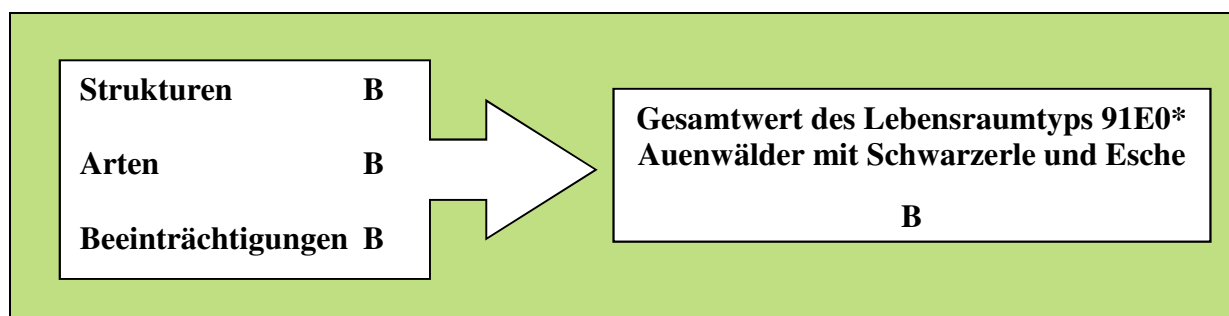 Strukturen B
Arten B
Beeinträchtigungen B
Gesamtwert des Lebensraumtyps 91E0*
Auenwälder mit Schwarzerle und Esche
B